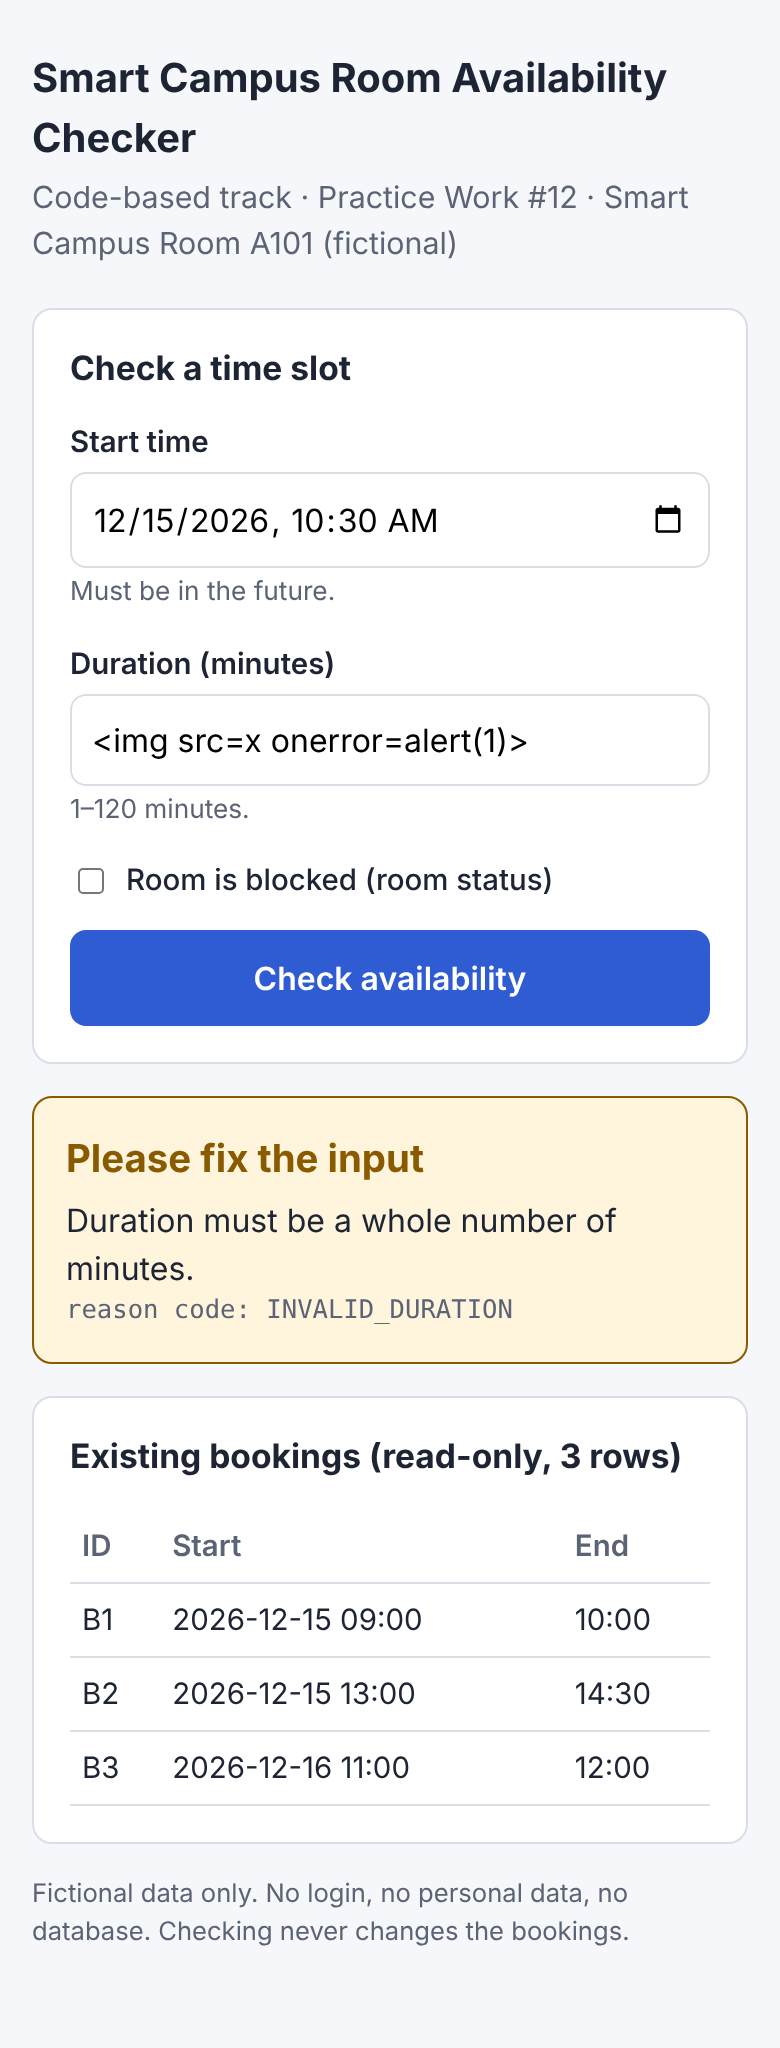 Smart Campus Room Availability
Checker
Code-based track · Practice Work #12 · Smart
Campus Room A101 (fictional)
Check a time slot
Start time
12/15/2026, 10:30 AM
Must be in the future.
Duration (minutes)
<img src=x onerror=alert(1)>
1–120 minutes.
Room is blocked (room status)
Check availability
Please fix the input
Duration must be a whole number of
minutes.
reason code: INVALID_DURATION
Existing bookings (read-only, 3 rows)
ID Start End
B1 2026-12-15 09:00 10:00
B2 2026-12-15 13:00 14:30
B3 2026-12-16 11:00 12:00
Fictional data only. No login, no personal data, no
database. Checking never changes the bookings.